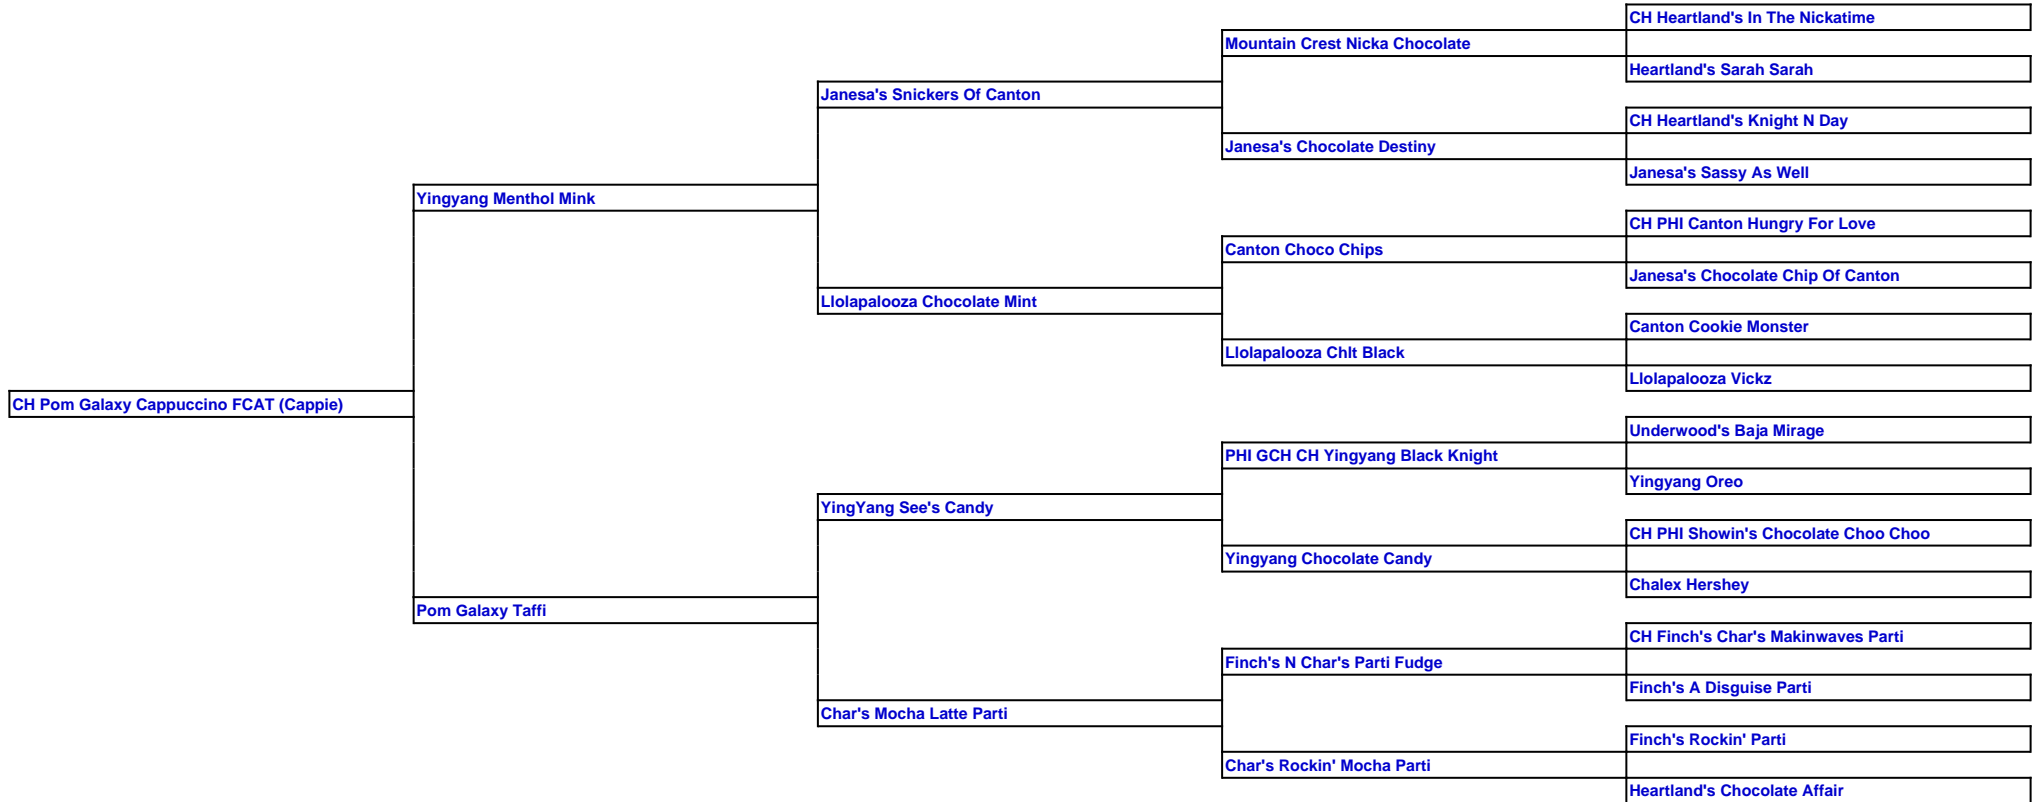 CH Heartland's In The Nickatime
Mountain Crest Nicka Chocolate
Heartland's Sarah Sarah
Janesa's Snickers Of Canton
CH Heartland's Knight N Day
Janesa's Chocolate Destiny
Janesa's Sassy As Well
Yingyang Menthol Mink
CH PHI Canton Hungry For Love
Canton Choco Chips
Janesa's Chocolate Chip Of Canton
Llolapalooza Chocolate Mint
Canton Cookie Monster
Llolapalooza Chlt Black
Llolapalooza Vickz
CH Pom Galaxy Cappuccino FCAT (Cappie)
Underwood's Baja Mirage
PHI GCH CH Yingyang Black Knight
Yingyang Oreo
YingYang See's Candy
CH PHI Showin's Chocolate Choo Choo
Yingyang Chocolate Candy
Chalex Hershey
Pom Galaxy Taffi
CH Finch's Char's Makinwaves Parti
Finch's N Char's Parti Fudge
Finch's A Disguise Parti
Char's Mocha Latte Parti
Finch's Rockin' Parti
Char's Rockin' Mocha Parti
Heartland's Chocolate Affair